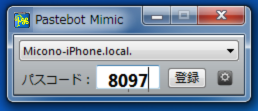 Pastebot Mimic
Micono-iPhone.local.
パスコード： 8097 登録